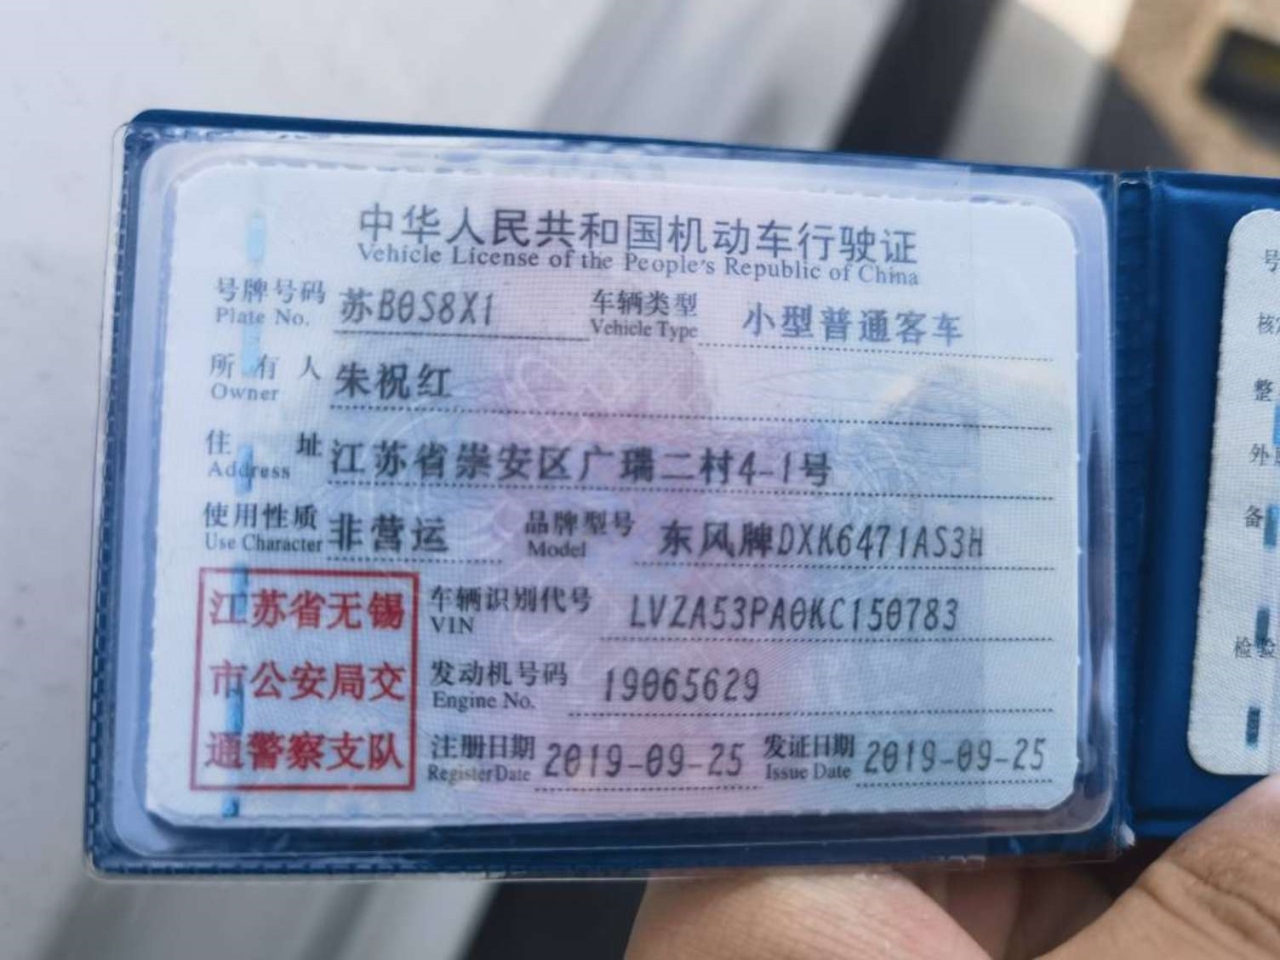 中华人民共和国机动车行驶证
Vehicle License of the People's Republic of China
号牌号码 苏B0S8X1 车辆类型 小型普通客车
Plate No. Vehicle Type
所有人 朱祝红
Owner
住址 江苏省崇安区广瑞二村4-1号
Address
使用性质 非营运 品牌型号 东风牌DXK6471AS3H
Use Character Model
江苏省无锡
市公安局交
通警察支队
车辆识别代号 LVZA53PA0KC150783
VIN
发动机号码 19065629
Engine No.
注册日期 2019-09-25 发证日期 2019-09-25
Register Date Issue Date
号
核
整
外
备
检验